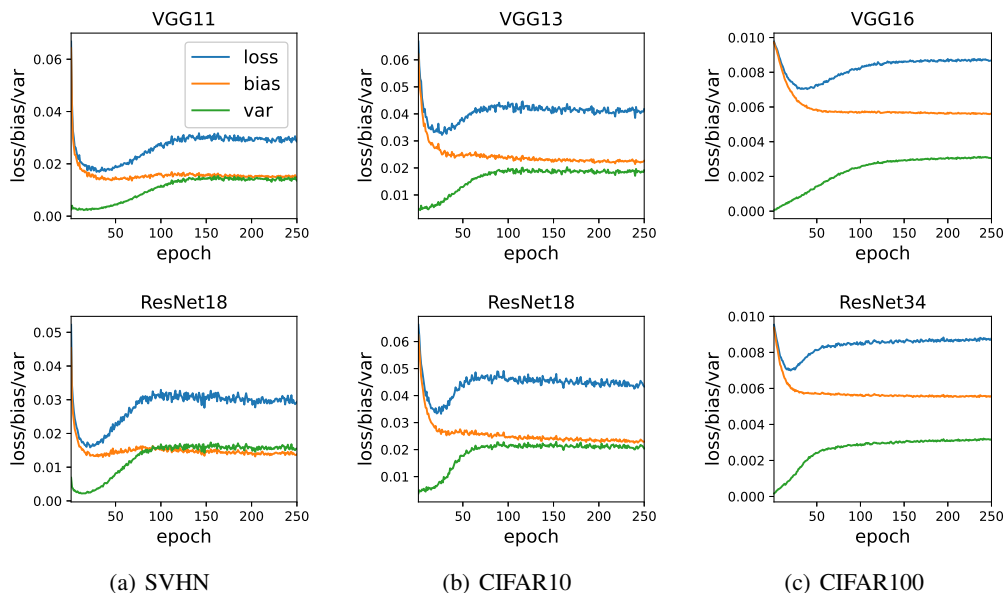 VGG11
VGG13
VGG16
loss
bias
var
loss/bias/var
0.06
0.04
0.02
0.00
50 100 150 200 250
epoch
loss/bias/var
0.06
0.05
0.04
0.03
0.02
0.01
50 100 150 200 250
epoch
loss/bias/var
0.010
0.008
0.006
0.004
0.002
0.000
50 100 150 200 250
epoch
ResNet18
ResNet18
ResNet34
loss/bias/var
0.05
0.04
0.03
0.02
0.01
0.00
50 100 150 200 250
epoch
loss/bias/var
0.06
0.05
0.04
0.03
0.02
0.01
50 100 150 200 250
epoch
loss/bias/var
0.010
0.008
0.006
0.004
0.002
0.000
50 100 150 200 250
epoch
(a) SVHN
(b) CIFAR10
(c) CIFAR100